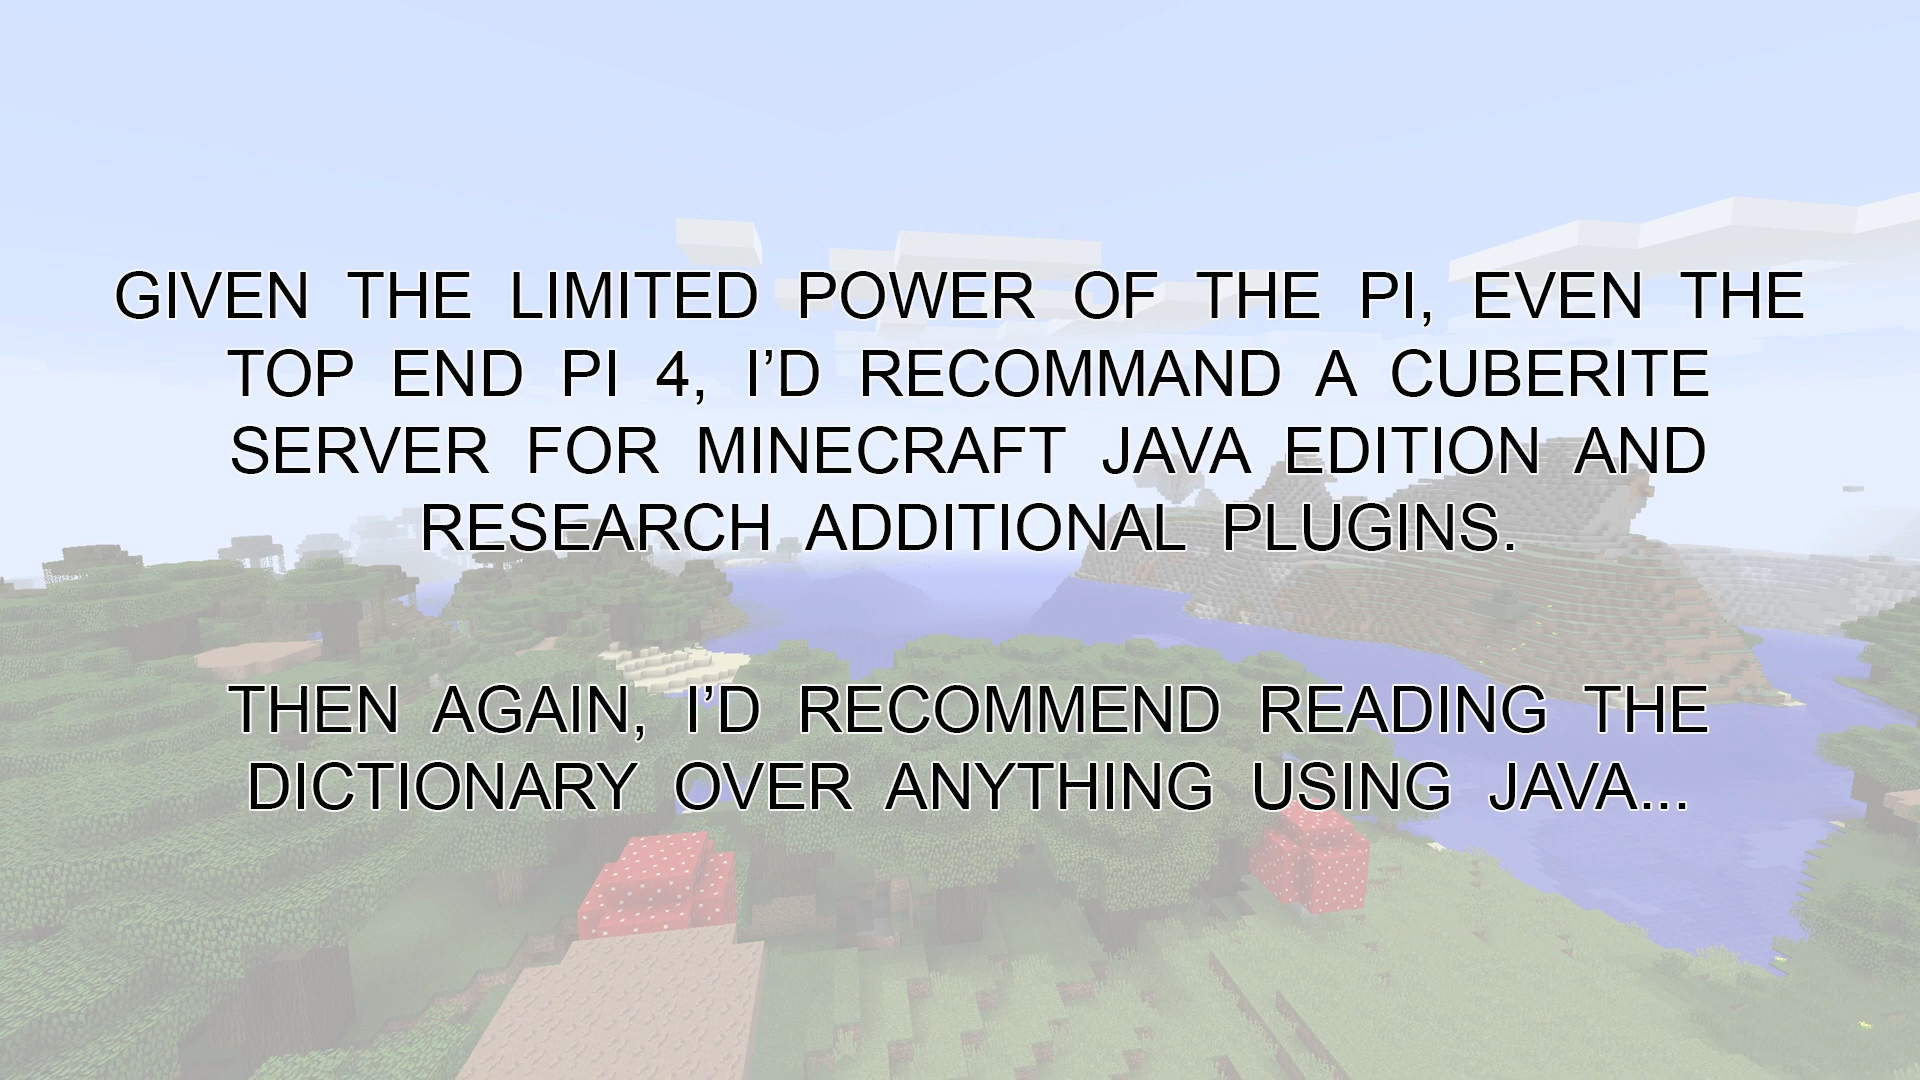 GIVEN THE LIMITED POWER OF THE PI, EVEN THE
TOP END PI 4, I’D RECOMMAND A CUBERITE
SERVER FOR MINECRAFT JAVA EDITION AND
RESEARCH ADDITIONAL PLUGINS.
THEN AGAIN, I’D RECOMMEND READING THE
DICTIONARY OVER ANYTHING USING JAVA...